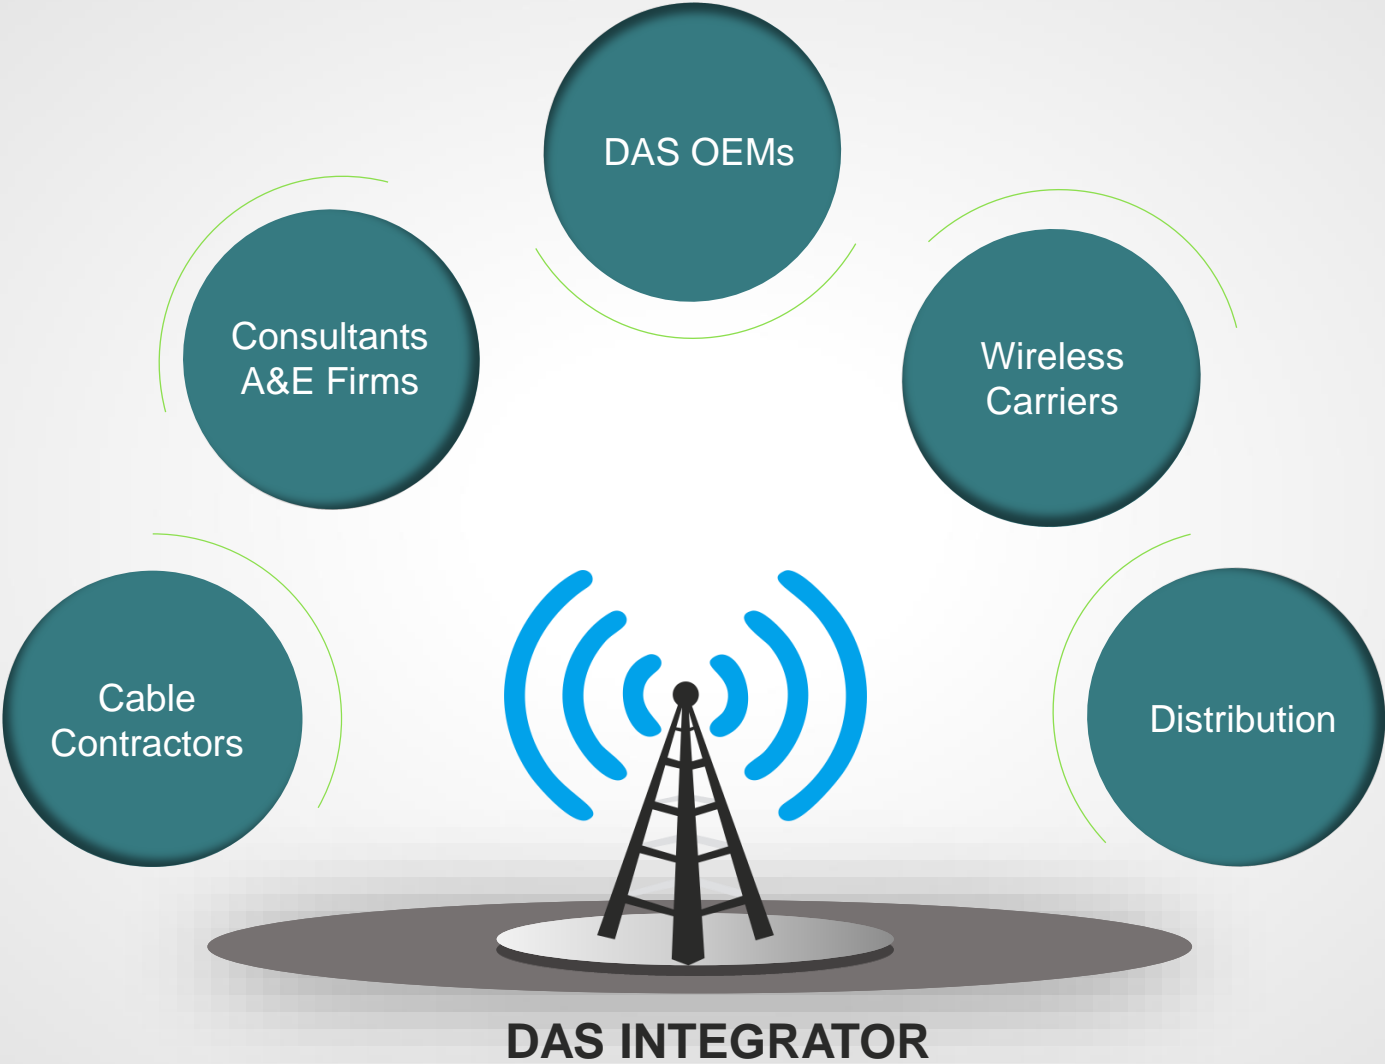 DAS OEMs
Consultants
A&E Firms
Wireless
Carriers
Cable
Contractors
Distribution
DAS INTEGRATOR